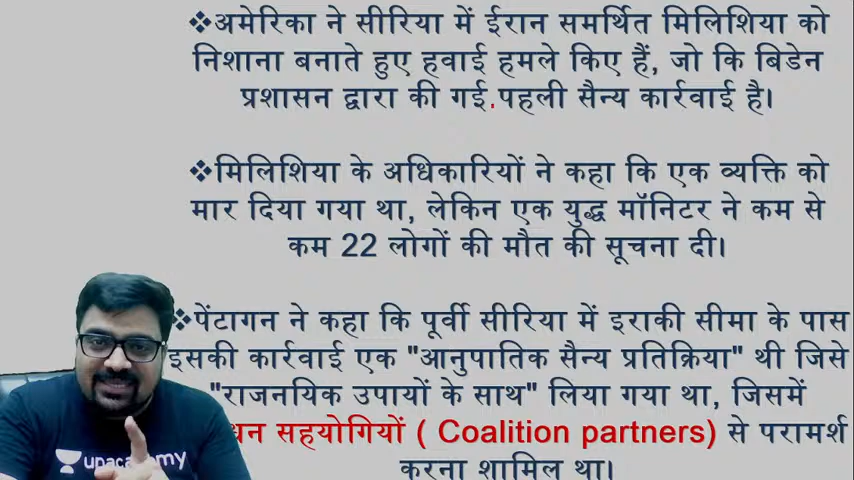 ❖अमेरिका ने सीरिया में ईरान समर्थित मिलिशिया को
निशाना बनाते हुए हवाई हमले किए हैं, जो कि बिडेन
प्रशासन द्वारा की गई.पहली सैन्य कार्रवाई है।
❖मिलिशिया के अधिकारियों ने कहा कि एक व्यक्ति को
मार दिया गया था, लेकिन एक युद्ध मॉनिटर ने कम से
कम 22 लोगों की मौत की सूचना दी।
❖पेंटागन ने कहा कि पूर्वी सीरिया में इराकी सीमा के पास
इसकी कार्रवाई एक "आनुपातिक सैन्य प्रतिक्रिया" थी जिसे
"राजनयिक उपायों के साथ" लिया गया था, जिसमें
सहयोगियों ( Coalition partners) से परामर्श
करना शामिल था।
unacademy